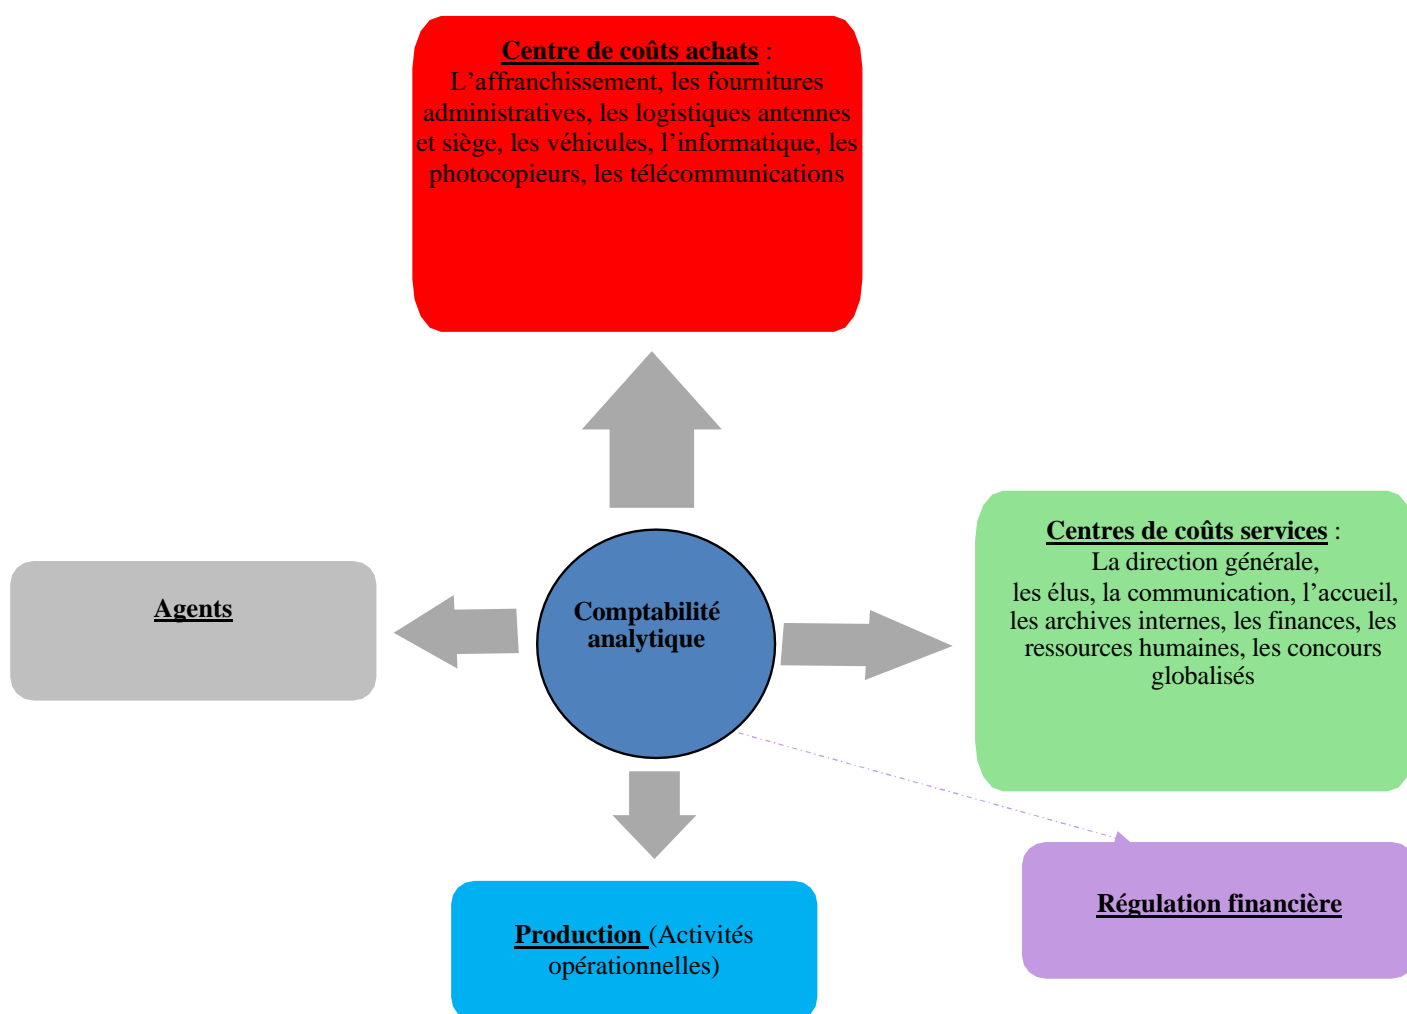 Centre de coûts achats :
L’affranchissement, les fournitures
administratives, les logistiques antennes
et siège, les véhicules, l’informatique, les
photocopieurs, les télécommunications
Centres de coûts services :
La direction générale,
les élus, la communication, l’accueil,
les archives internes, les finances, les
ressources humaines, les concours
globalisés
Agents
Comptabilité
analytique
Régulation financière
Production (Activités
opérationnelles)